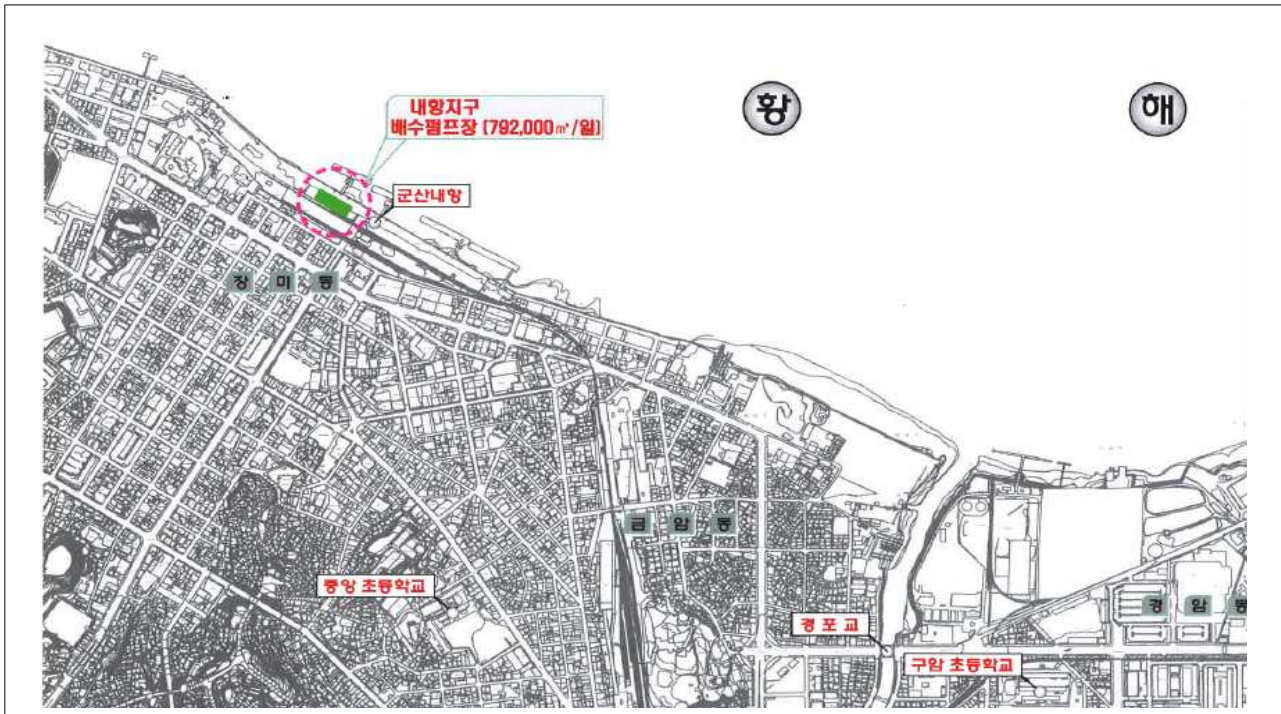 황 해
내항지구
배수펌프장 (792,000㎥/일)
군산내항
장 미 동
금 암 동
중앙 초등학교
경 포 교
경 암 동
구암 초등학교